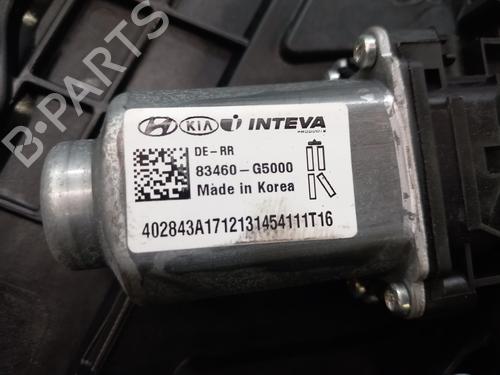 KIA INTEVA
PRODUCTS
DE-RR
83460-G5000
Made in Korea
402843A1712131454111T16
B-PARTS